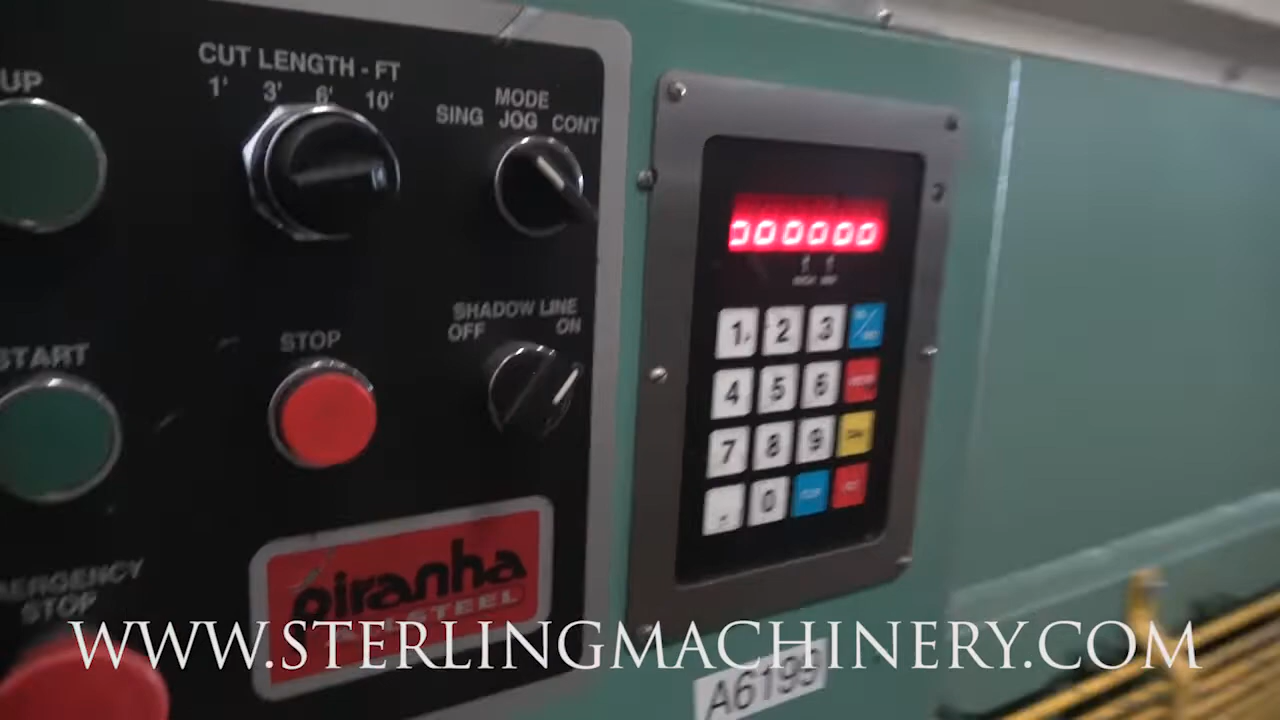 UP
CUT LENGTH - FT
1' 3' 6' 10'
MODE
SING JOG CONT
START
STOP
SHADOW LINE
OFF ON
EMERGENCY
STOP
piranha
STEEL
000000
1 2 3
4 5 6
7 8 9
. 0
WWW.STERLINGMACHINERY.COM
A6195